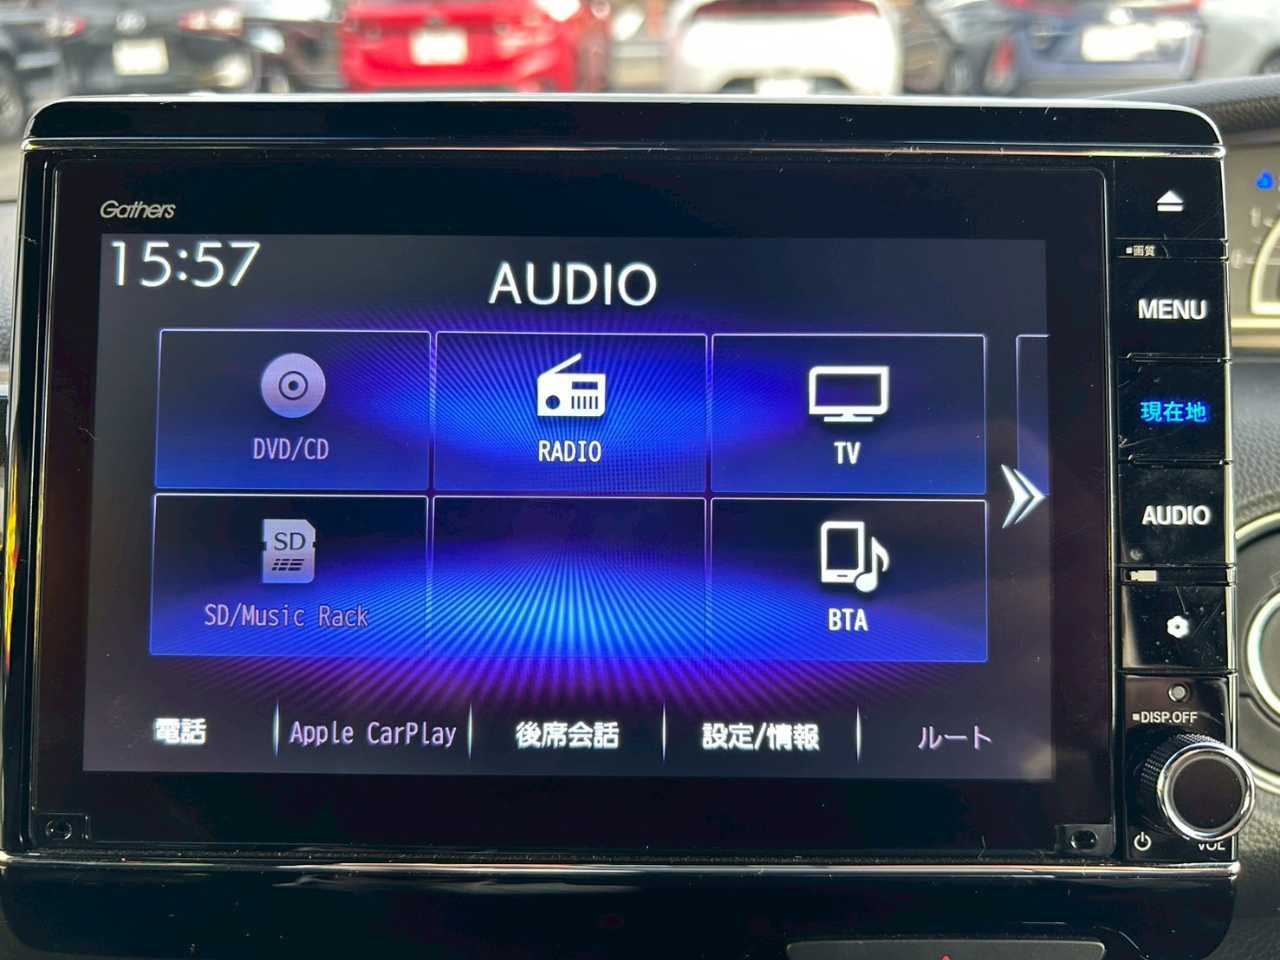 Gathers
15:57
AUDIO
DVD/CD
RADIO
TV
SD
SD/Music Rack
BTA
電話
Apple CarPlay
後席会話
設定/情報
ルート
画質
MENU
現在地
AUDIO
DISP.OFF
VOL